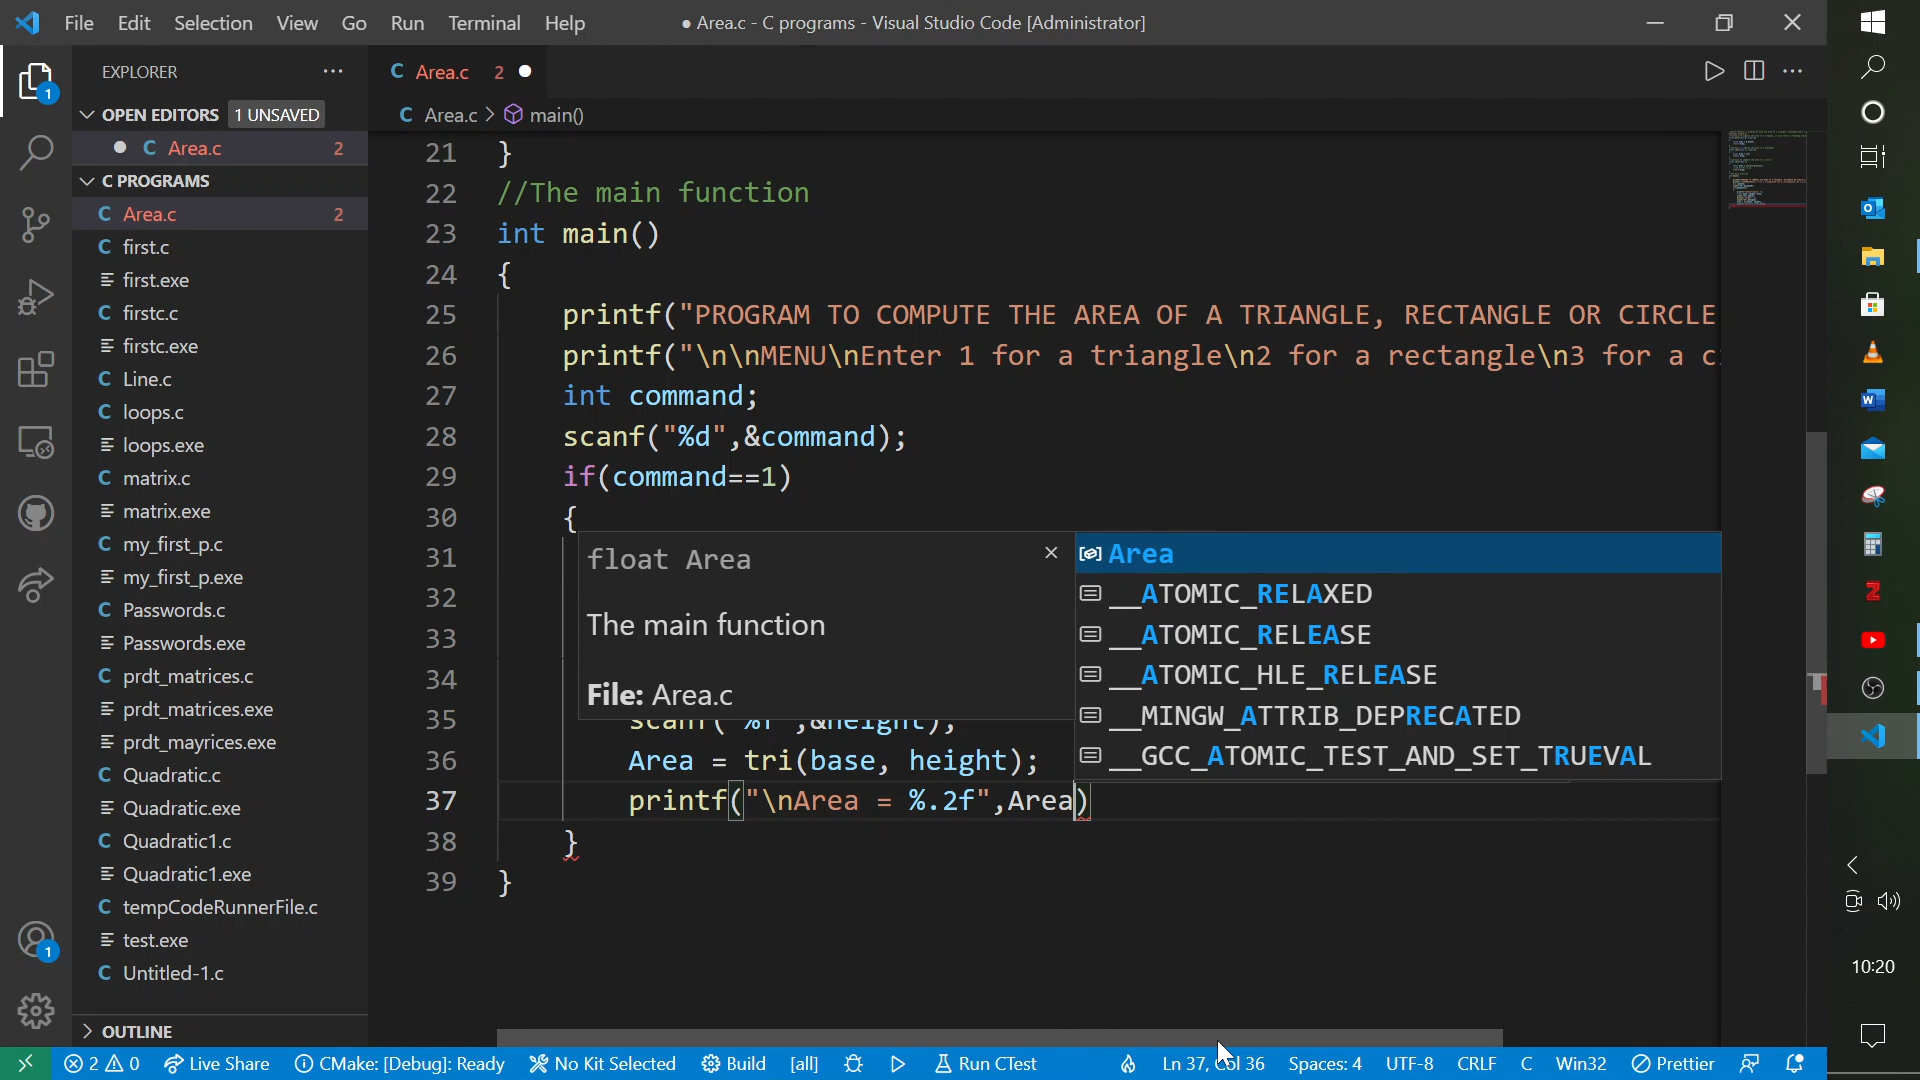 File Edit Selection View Go Run Terminal Help
● Area.c - C programs - Visual Studio Code [Administrator]
EXPLORER
OPEN EDITORS 1 UNSAVED
C Area.c 2
C PROGRAMS
C Area.c 2
C first.c
first.exe
C firstc.c
firstc.exe
C Line.c
C loops.c
loops.exe
C matrix.c
matrix.exe
C my_first_p.c
my_first_p.exe
C Passwords.c
Passwords.exe
C prdt_matrices.c
prdt_matrices.exe
prdt_mayrices.exe
C Quadratic.c
Quadratic.exe
C Quadratic1.c
Quadratic1.exe
C tempCodeRunnerFile.c
test.exe
C Untitled-1.c
OUTLINE
1
1
C Area.c 2
C Area.c > main()
21 }
22 //The main function
23 int main()
24 {
25 printf("PROGRAM TO COMPUTE THE AREA OF A TRIANGLE, RECTANGLE OR CIRCLE
26 printf("\n\nMENU\nEnter 1 for a triangle\n2 for a rectangle\n3 for a c
27 int command;
28 scanf("%d",&command);
29 if(command==1)
30 {
31
32
33
34
35 scanf("%f",&height);
36 Area = tri(base, height);
37 printf("\nArea = %.2f",Area)
38 }
39 }
float Area
The main function
File: Area.c
Area
__ATOMIC_RELAXED
__ATOMIC_RELEASE
__ATOMIC_HLE_RELEASE
__MINGW_ATTRIB_DEPRECATED
__GCC_ATOMIC_TEST_AND_SET_TRUEVAL
10:20
2 0 Live Share CMake: [Debug]: Ready No Kit Selected Build [all] Run CTest Ln 37, Col 36 Spaces: 4 UTF-8 CRLF C Win32 Prettier